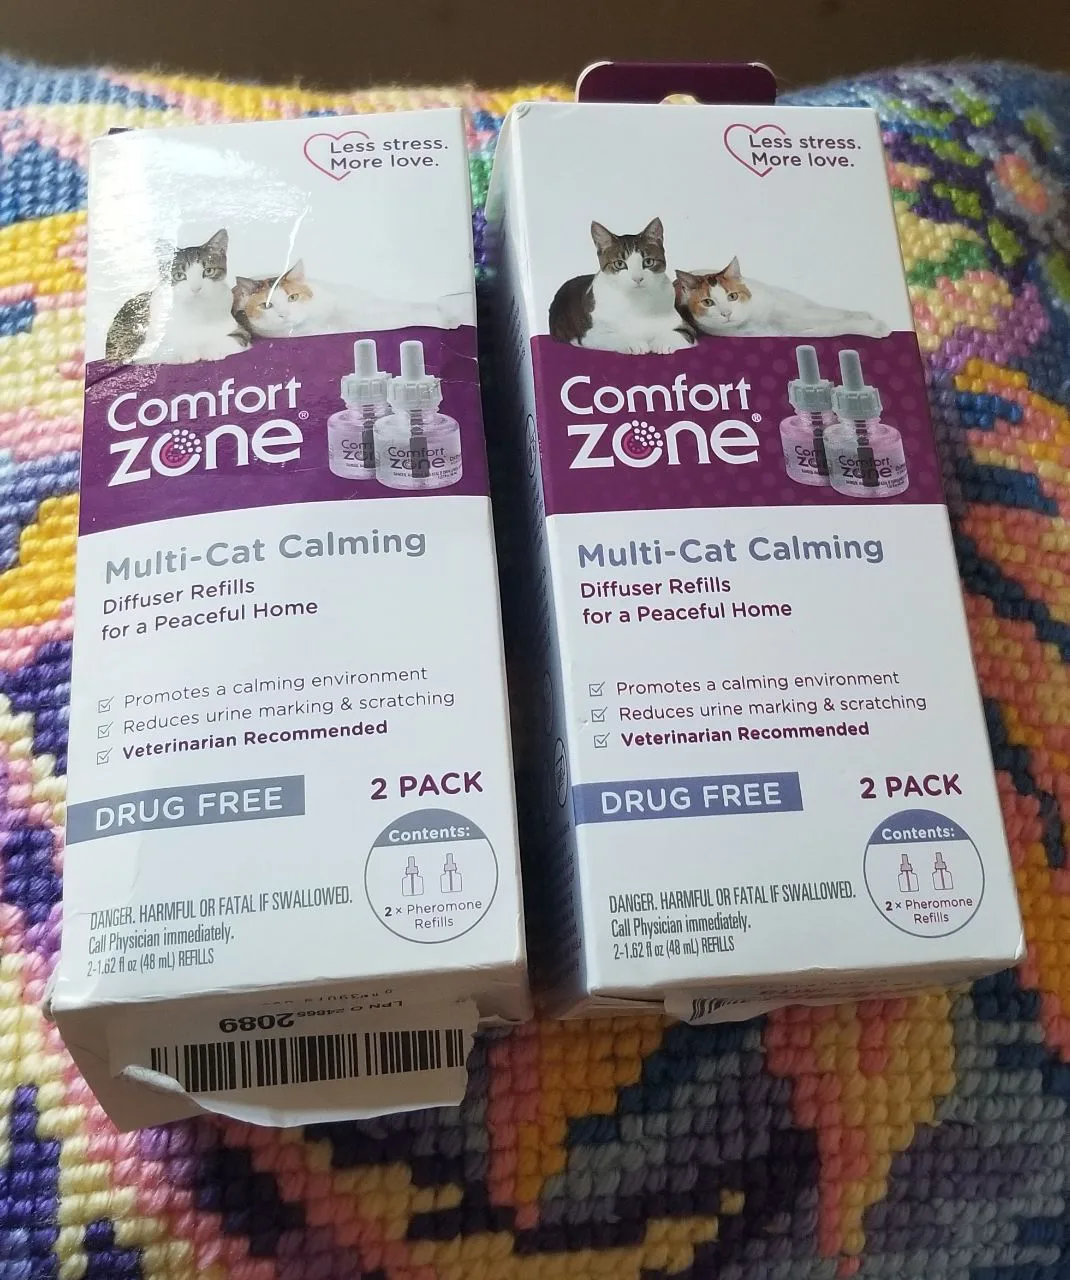 Less stress.
More love.
Comfort
zone®
Comfort
zone
Multi-Cat Calming
Diffuser Refills
for a Peaceful Home
Promotes a calming environment
Reduces urine marking & scratching
Veterinarian Recommended
DRUG FREE
2 PACK
Contents:
2 × Pheromone
Refills
DANGER. HARMFUL OR FATAL IF SWALLOWED.
Call Physician immediately.
2-1.62 fl oz (48 mL) REFILLS
2089
Less stress.
More love.
Comfort
zone®
Comfort
zone
Multi-Cat Calming
Diffuser Refills
for a Peaceful Home
Promotes a calming environment
Reduces urine marking & scratching
Veterinarian Recommended
DRUG FREE
2 PACK
Contents:
2 × Pheromone
Refills
DANGER. HARMFUL OR FATAL IF SWALLOWED.
Call Physician immediately.
2-1.62 fl oz (48 mL) REFILLS